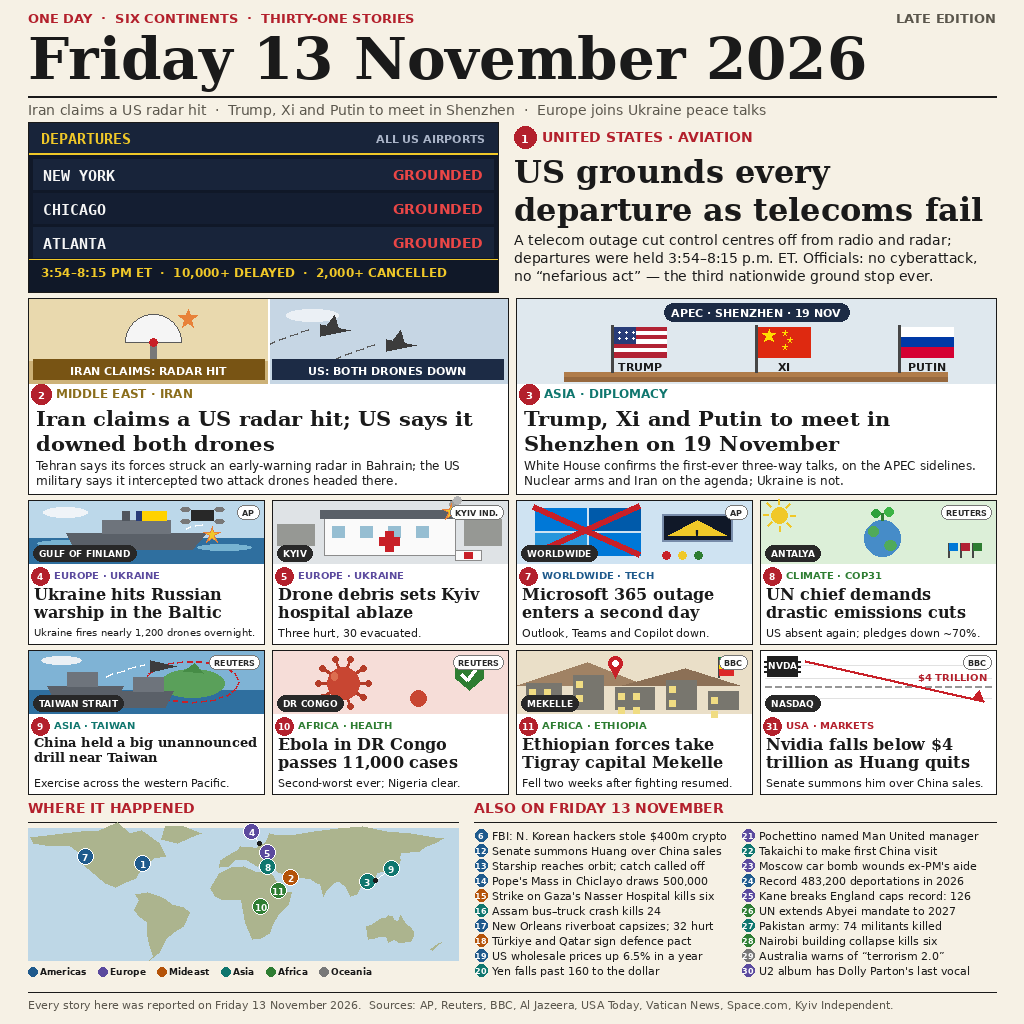 ONE DAY · SIX CONTINENTS · THIRTY-ONE STORIES
LATE EDITION
Friday 13 November 2026
Iran claims a US radar hit · Trump, Xi and Putin to meet in Shenzhen · Europe joins Ukraine peace talks
DEPARTURES
ALL US AIRPORTS
NEW YORK
GROUNDED
CHICAGO
GROUNDED
ATLANTA
GROUNDED
3:54–8:15 PM ET · 10,000+ DELAYED · 2,000+ CANCELLED
1 UNITED STATES · AVIATION
US grounds every
departure as telecoms fail
A telecom outage cut control centres off from radio and radar;
departures were held 3:54–8:15 p.m. ET. Officials: no cyberattack,
no “nefarious act” — the third nationwide ground stop ever.
IRAN CLAIMS: RADAR HIT
US: BOTH DRONES DOWN
2 MIDDLE EAST · IRAN
Iran claims a US radar hit; US says it
downed both drones
Tehran says its forces struck an early-warning radar in Bahrain; the US
military says it intercepted two attack drones headed there.
APEC · SHENZHEN · 19 NOV
TRUMP
XI
PUTIN
3 ASIA · DIPLOMACY
Trump, Xi and Putin to meet in
Shenzhen on 19 November
White House confirms the first-ever three-way talks, on the APEC sidelines.
Nuclear arms and Iran on the agenda; Ukraine is not.
AP
GULF OF FINLAND
4 EUROPE · UKRAINE
Ukraine hits Russian
warship in the Baltic
Ukraine fires nearly 1,200 drones overnight.
KYIV IND.
KYIV
5 EUROPE · UKRAINE
Drone debris sets Kyiv
hospital ablaze
Three hurt, 30 evacuated.
AP
WORLDWIDE
7 WORLDWIDE · TECH
Microsoft 365 outage
enters a second day
Outlook, Teams and Copilot down.
REUTERS
ANTALYA
8 CLIMATE · COP31
UN chief demands
drastic emissions cuts
US absent again; pledges down ~70%.
REUTERS
TAIWAN STRAIT
9 ASIA · TAIWAN
China held a big unannounced
drill near Taiwan
Exercise across the western Pacific.
REUTERS
DR CONGO
10 AFRICA · HEALTH
Ebola in DR Congo
passes 11,000 cases
Second-worst ever; Nigeria clear.
BBC
MEKELLE
11 AFRICA · ETHIOPIA
Ethiopian forces take
Tigray capital Mekelle
Fell two weeks after fighting resumed.
NVDA
BBC
$4 TRILLION
NASDAQ
31 USA · MARKETS
Nvidia falls below $4
trillion as Huang quits
Senate summons him over China sales.
WHERE IT HAPPENED
4
7
1
5
8
2
9
3
11
10
Americas Europe Mideast Asia Africa Oceania
ALSO ON FRIDAY 13 NOVEMBER
6 FBI: N. Korean hackers stole $400m crypto
12 Senate summons Huang over China sales
13 Starship reaches orbit; catch called off
14 Pope's Mass in Chiclayo draws 500,000
15 Strike on Gaza's Nasser Hospital kills six
16 Assam bus–truck crash kills 24
17 New Orleans riverboat capsizes; 32 hurt
18 Türkiye and Qatar sign defence pact
19 US wholesale prices up 6.5% in a year
20 Yen falls past 160 to the dollar
21 Pochettino named Man United manager
22 Takaichi to make first China visit
23 Moscow car bomb wounds ex-PM's aide
24 Record 483,200 deportations in 2026
25 Kane breaks England caps record: 126
26 UN extends Abyei mandate to 2027
27 Pakistan army: 74 militants killed
28 Nairobi building collapse kills six
29 Australia warns of “terrorism 2.0”
30 U2 album has Dolly Parton's last vocal
Every story here was reported on Friday 13 November 2026. Sources: AP, Reuters, BBC, Al Jazeera, USA Today, Vatican News, Space.com, Kyiv Independent.